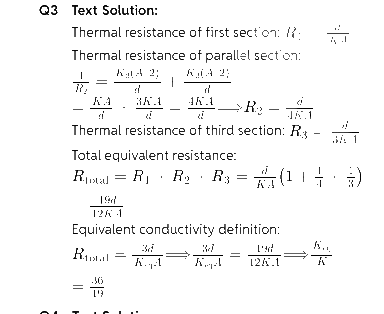 Q3 Text Solution:
Thermal resistance of first section: R₁ = d/(K₁A)
Thermal resistance of parallel section:
1/R₂ = K₂(A/2)/d + K₃(A/2)/d
= KA/d + 3KA/d = 4KA/d ⟹ R₂ = d/(4KA)
Thermal resistance of third section: R₃ = d/(3KA)
Total equivalent resistance:
R_total = R₁ + R₂ + R₃ = d/(KA) (1 + 1/4 + 1/3)
19d/(12KA)
Equivalent conductivity definition:
R_total = 3d/(K_eq A) ⟹ 3d/(K_eq A) = 19d/(12KA) ⟹ K_eq/K
= 36/19